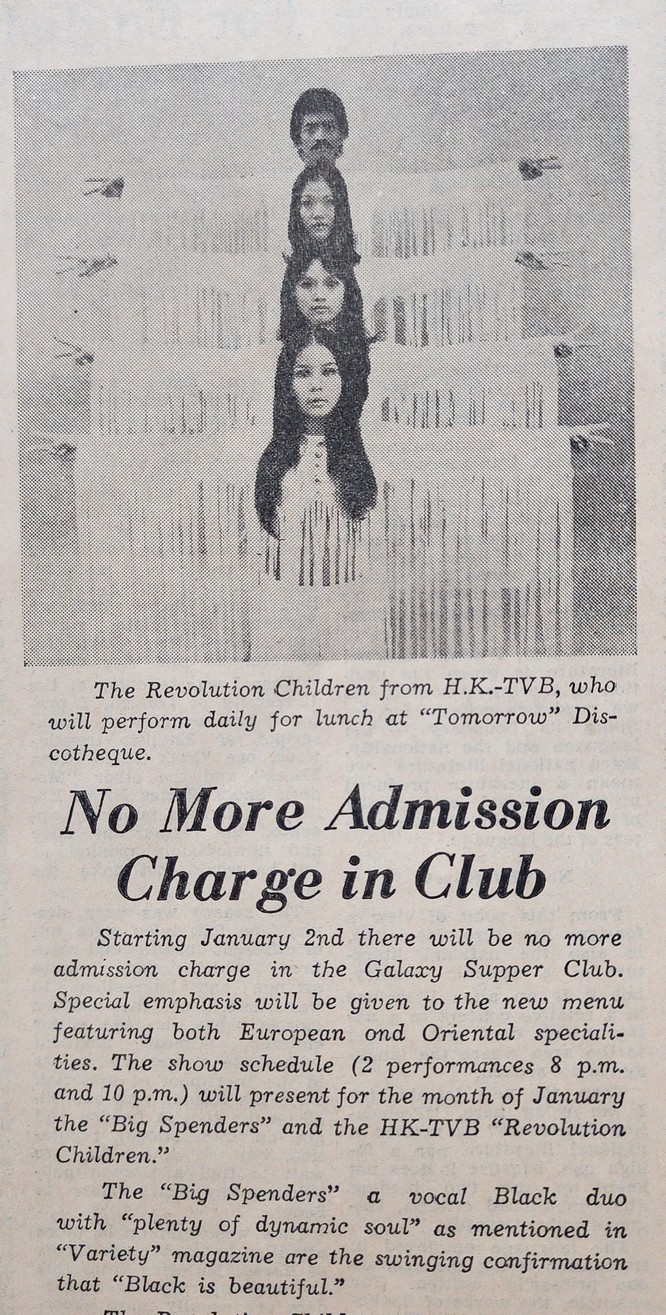 The Revolution Children from H.K.-TVB, who
will perform daily for lunch at “Tomorrow” Dis-
cotheque.
No More Admission
Charge in Club
Starting January 2nd there will be no more
admission charge in the Galaxy Supper Club.
Special emphasis will be given to the new menu
featuring both European ond Oriental speciali-
ties. The show schedule (2 performances 8 p.m.
and 10 p.m.) will present for the month of January
the “Big Spenders” and the HK-TVB “Revolution
Children.”
The “Big Spenders” a vocal Black duo
with “plenty of dynamic soul” as mentioned in
“Variety” magazine are the swinging confirmation
that “Black is beautiful.”